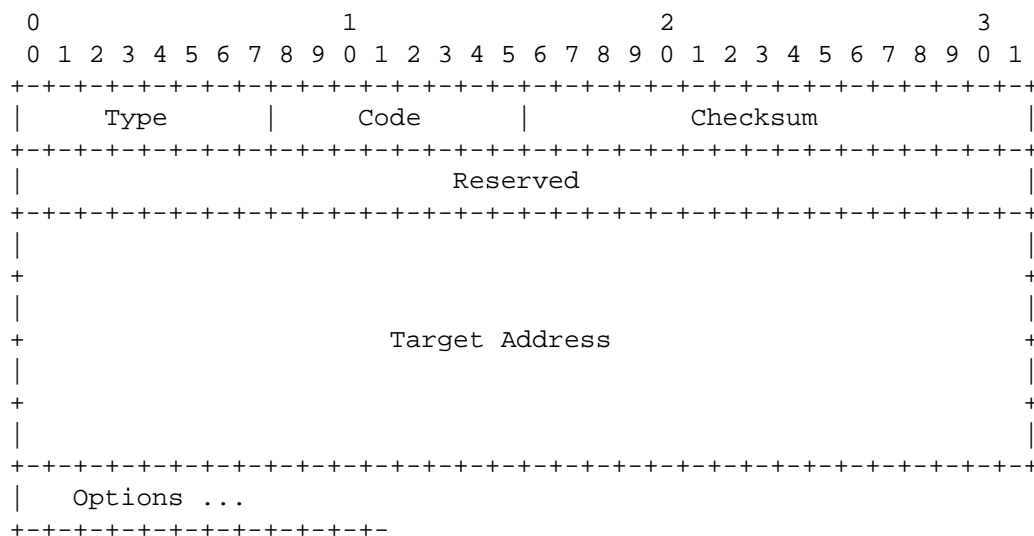 0                   1                   2                   3
 0 1 2 3 4 5 6 7 8 9 0 1 2 3 4 5 6 7 8 9 0 1 2 3 4 5 6 7 8 9 0 1
+-+-+-+-+-+-+-+-+-+-+-+-+-+-+-+-+-+-+-+-+-+-+-+-+-+-+-+-+-+-+-+-+
|     Type      |     Code      |          Checksum             |
+-+-+-+-+-+-+-+-+-+-+-+-+-+-+-+-+-+-+-+-+-+-+-+-+-+-+-+-+-+-+-+-+
|                           Reserved                            |
+-+-+-+-+-+-+-+-+-+-+-+-+-+-+-+-+-+-+-+-+-+-+-+-+-+-+-+-+-+-+-+-+
|                                                               |
+                                                               +
|                                                               |
+                       Target Address                          +
|                                                               |
+                                                               +
|                                                               |
+-+-+-+-+-+-+-+-+-+-+-+-+-+-+-+-+-+-+-+-+-+-+-+-+-+-+-+-+-+-+-+-+
|   Options ...
+-+-+-+-+-+-+-+-+-+-+-+-